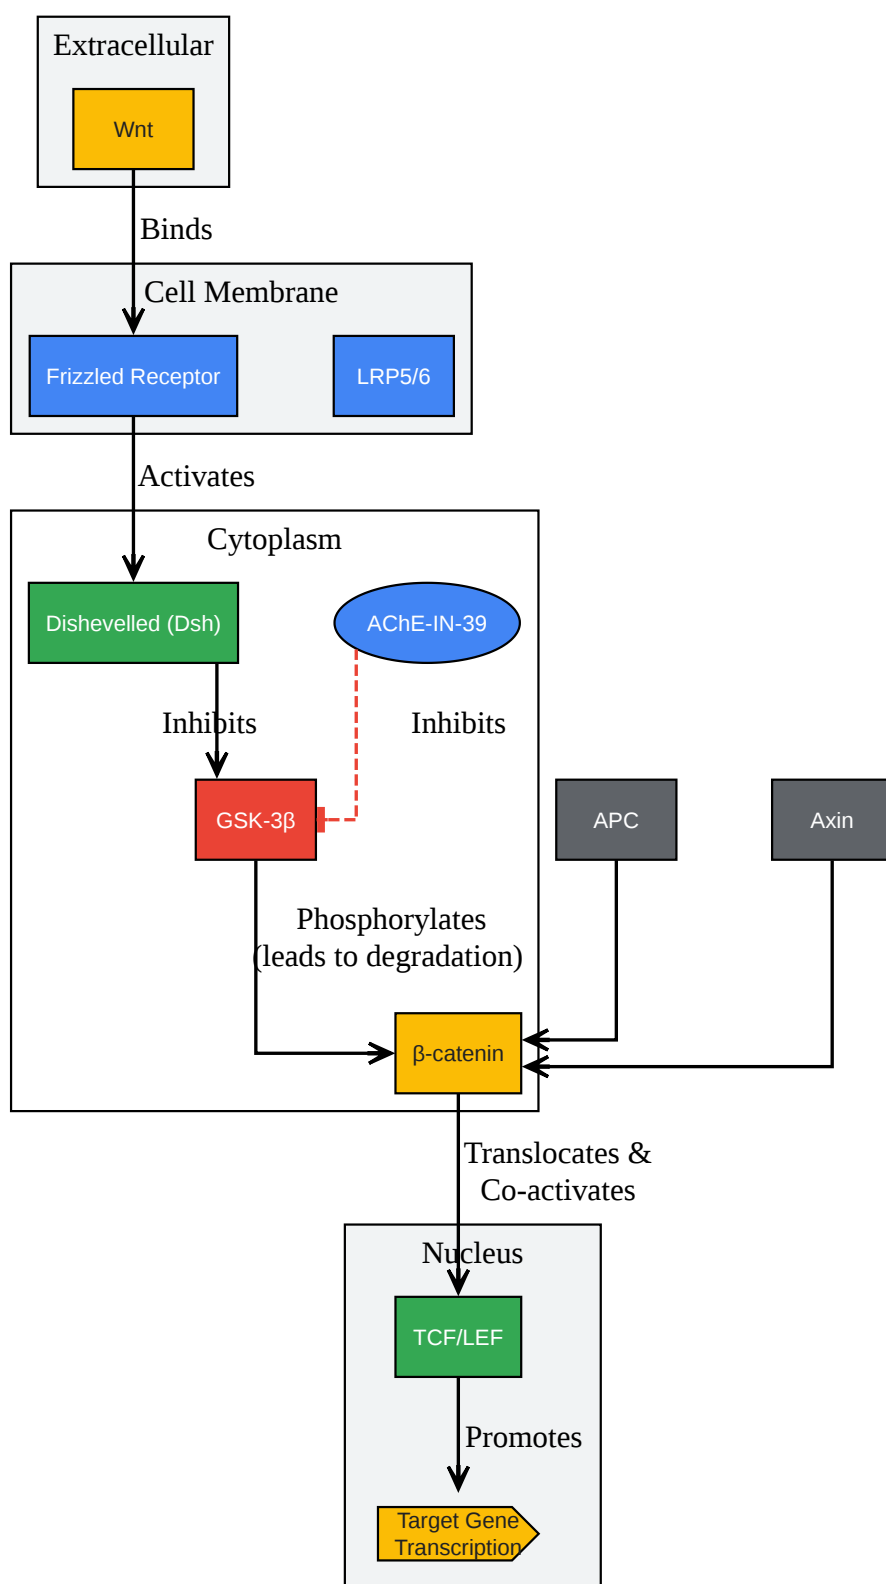 Extracellular
Wnt
Binds
Cell Membrane
Frizzled Receptor
LRP5/6
Activates
Cytoplasm
Dishevelled (Dsh)
AChE-IN-39
Inhibits
Inhibits
GSK-3β
APC
Axin
Phosphorylates
(leads to degradation)
β-catenin
Translocates &
Co-activates
Nucleus
TCF/LEF
Promotes
Target Gene
Transcription